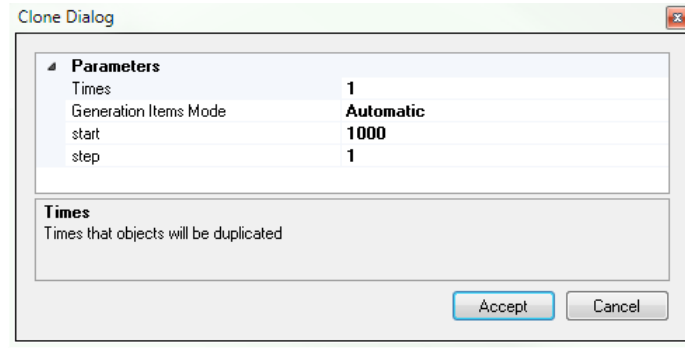 Clone Dialog
Parameters
Times 1
Generation Items Mode Automatic
start 1000
step 1
Times
Times that objects will be duplicated
Accept Cancel